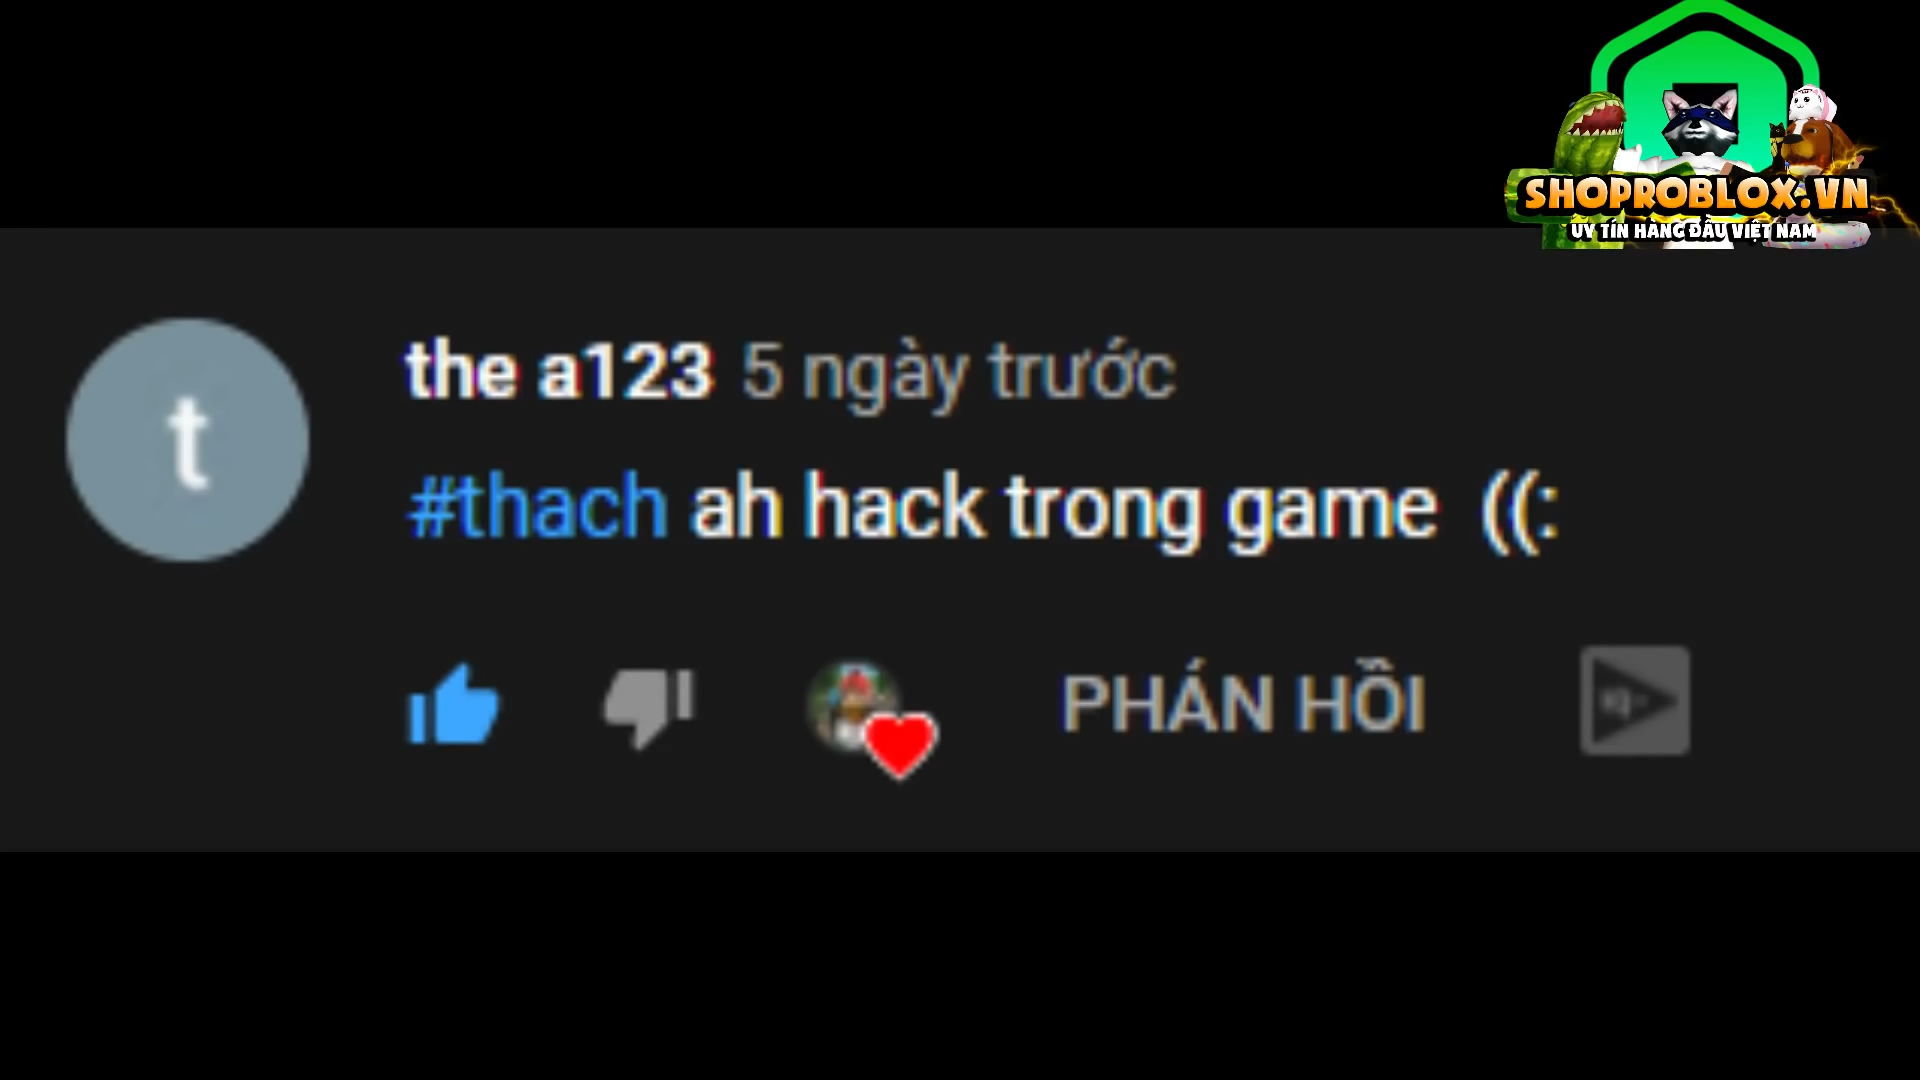 SHOPROBLOX.VN
UY TÍN HÀNG ĐẦU VIỆT NAM
t
the a123 5 ngày trước
#thach ah hack trong game ((:
PHẢN HỒI